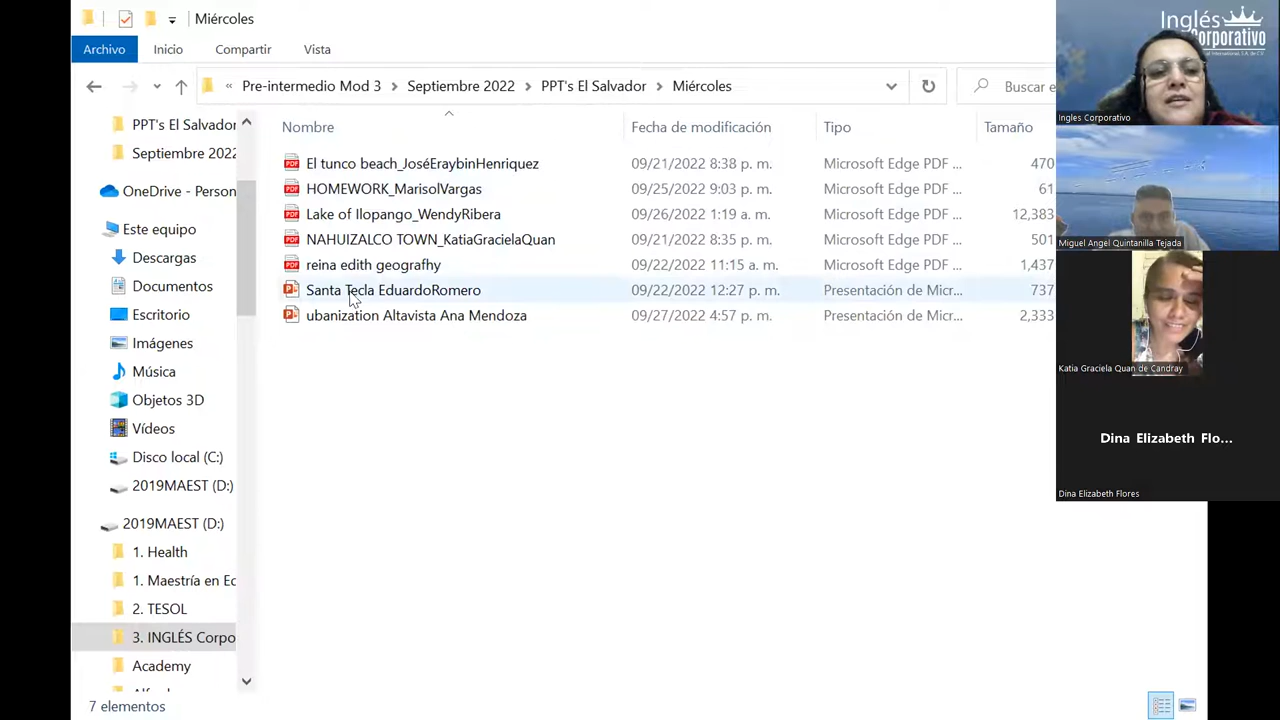 Miércoles
Archivo
Inicio
Compartir
Vista
« Pre-intermedio Mod 3 > Septiembre 2022 > PPT's El Salvador > Miércoles
Buscar e
Nombre
Fecha de modificación
Tipo
Tamaño
El tunco beach_JoséEraybinHenriquez 09/21/2022 8:38 p. m. Microsoft Edge PDF ... 470
HOMEWORK_MarisolVargas 09/25/2022 9:03 p. m. Microsoft Edge PDF ... 61
Lake of Ilopango_WendyRibera 09/26/2022 1:19 a. m. Microsoft Edge PDF ... 12,383
NAHUIZALCO TOWN_KatiaGracielaQuan 09/21/2022 8:35 p. m. Microsoft Edge PDF ... 501
reina edith geografhy 09/22/2022 11:15 a. m. Microsoft Edge PDF ... 1,437
Santa Tecla EduardoRomero 09/22/2022 12:27 p. m. Presentación de Micr... 737
ubanization Altavista Ana Mendoza 09/27/2022 4:57 p. m. Presentación de Micr... 2,333
PPT's El Salvador
Septiembre 2022
OneDrive - Person
Este equipo
Descargas
Documentos
Escritorio
Imágenes
Música
Objetos 3D
Vídeos
Disco local (C:)
2019MAEST (D:)
2019MAEST (D:)
1. Health
1. Maestría en Ec
2. TESOL
3. INGLÉS Corpo
Academy
7 elementos
Inglés
Corporativo
Ingles Corporativo
Miguel Angel Quintanilla Tejada
Katia Graciela Quan de Candray
Dina Elizabeth Flo...
Dina Elizabeth Flores